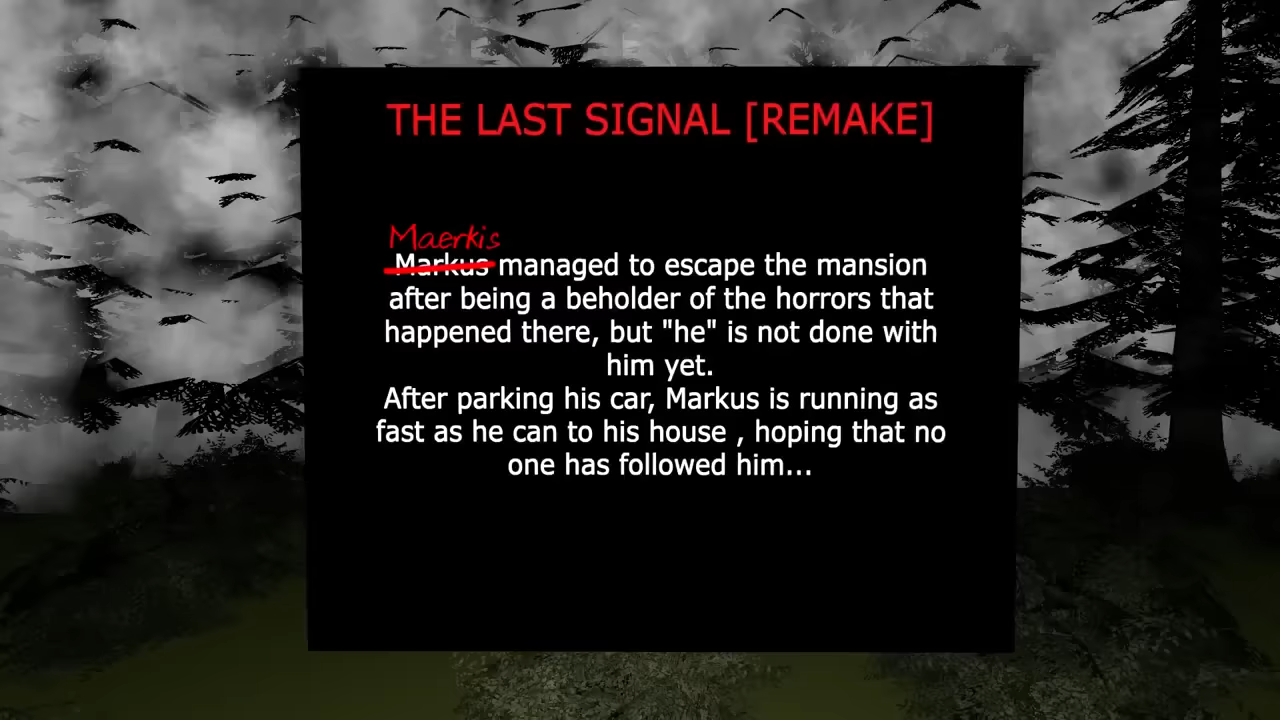 THE LAST SIGNAL [REMAKE]
Maerkis
Markus managed to escape the mansion
after being a beholder of the horrors that
happened there, but "he" is not done with
him yet.
After parking his car, Markus is running as
fast as he can to his house , hoping that no
one has followed him...